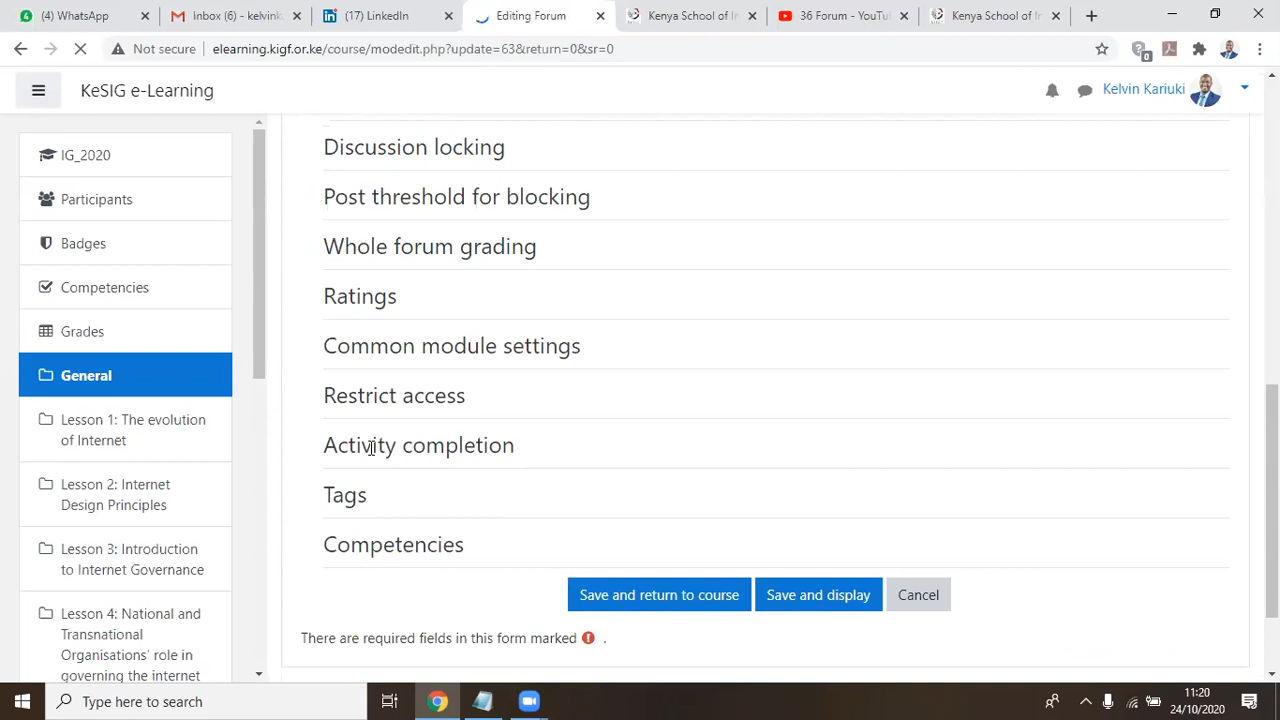 (4) WhatsApp
Inbox (6) - kelvink
(17) LinkedIn
Editing Forum
Kenya School of In
36 Forum - YouTu
Kenya School of In
Not secure
elearning.kigf.or.ke/course/modedit.php?update=63&return=0&sr=0
0
KeSIG e-Learning
Kelvin Kariuki
IG_2020
Participants
Badges
Competencies
Grades
General
Lesson 1: The evolution
of Internet
Lesson 2: Internet
Design Principles
Lesson 3: Introduction
to Internet Governance
Lesson 4: National and
Transnational
Organisations' role in
governing the internet
Discussion locking
Post threshold for blocking
Whole forum grading
Ratings
Common module settings
Restrict access
Activity completion
Tags
Competencies
Save and return to course
Save and display
Cancel
There are required fields in this form marked .
Type here to search
11:20
24/10/2020